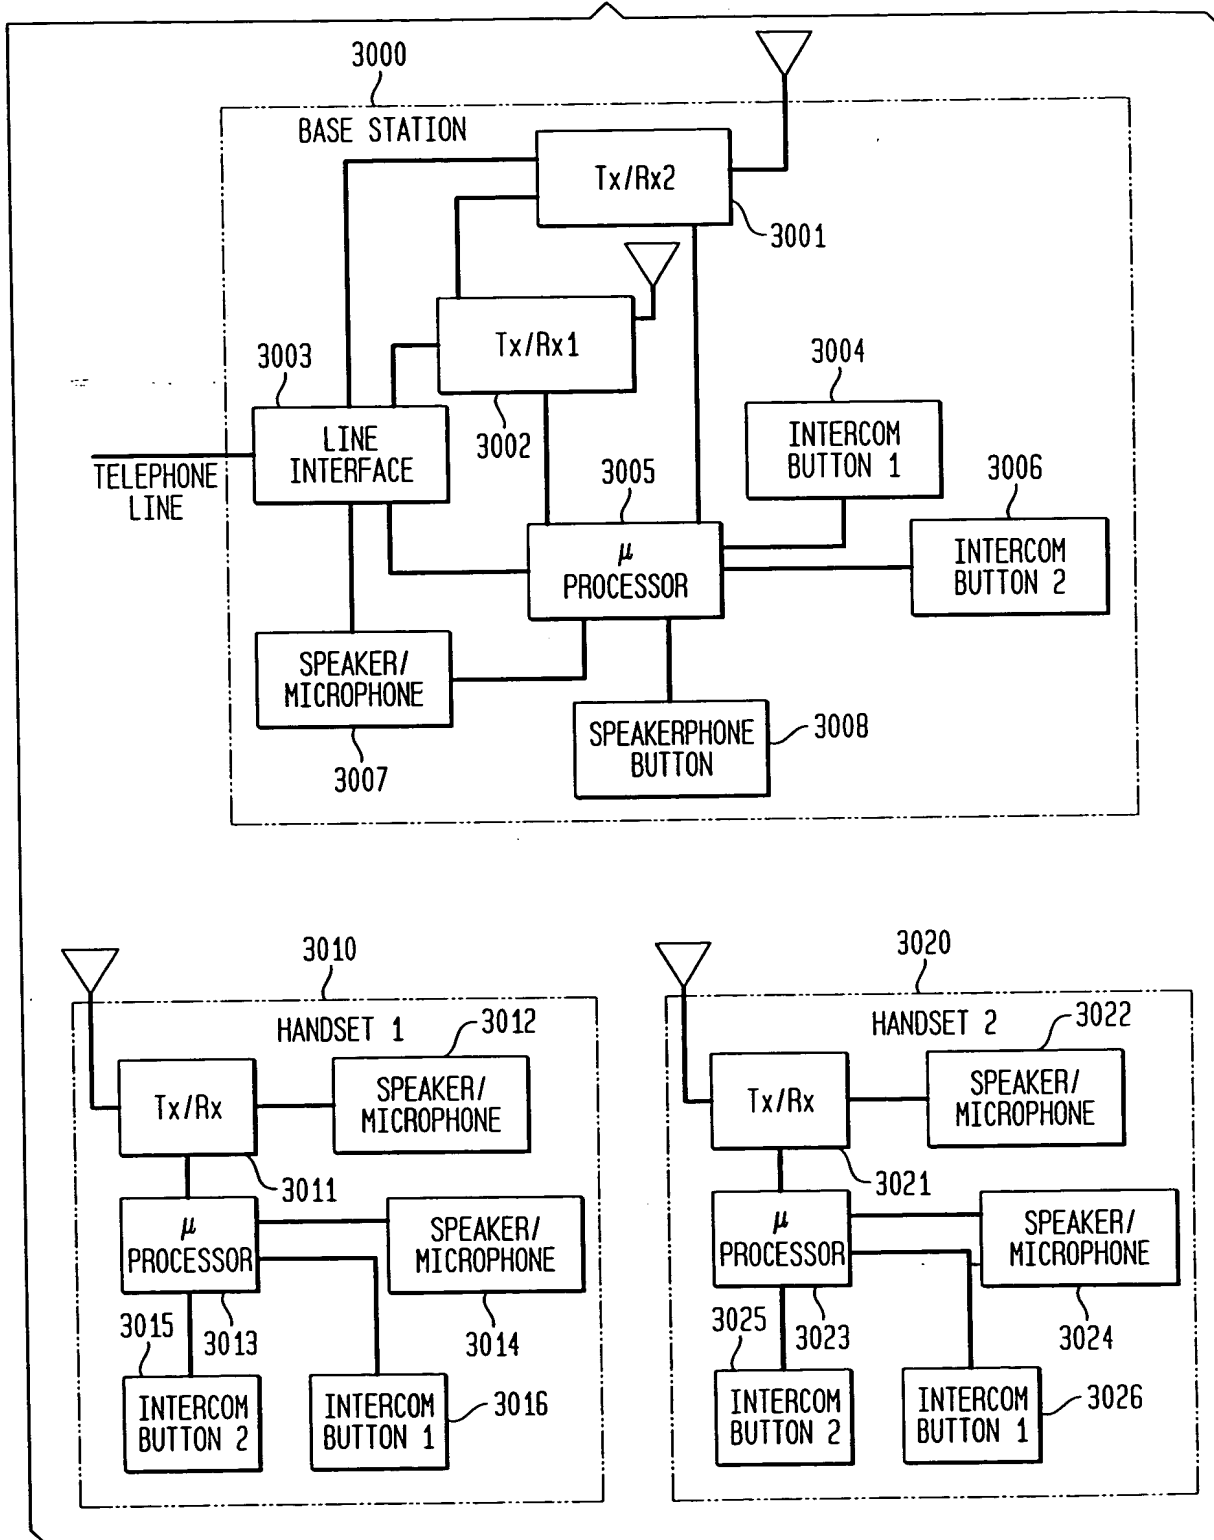 3000
BASE STATION
Tx/Rx2
3001
Tx/Rx1
3002
3003
LINE
INTERFACE
TELEPHONE
LINE
3004
INTERCOM
BUTTON 1
3005
μ
PROCESSOR
3006
INTERCOM
BUTTON 2
SPEAKER/
MICROPHONE
3007
SPEAKERPHONE
BUTTON
3008
3010
HANDSET 1
3012
Tx/Rx
SPEAKER/
MICROPHONE
3011
μ
PROCESSOR
SPEAKER/
MICROPHONE
3015
3013
3014
INTERCOM
BUTTON 2
INTERCOM
BUTTON 1
3016
3020
HANDSET 2
3022
Tx/Rx
SPEAKER/
MICROPHONE
3021
μ
PROCESSOR
SPEAKER/
MICROPHONE
3025
3023
3024
INTERCOM
BUTTON 2
INTERCOM
BUTTON 1
3026